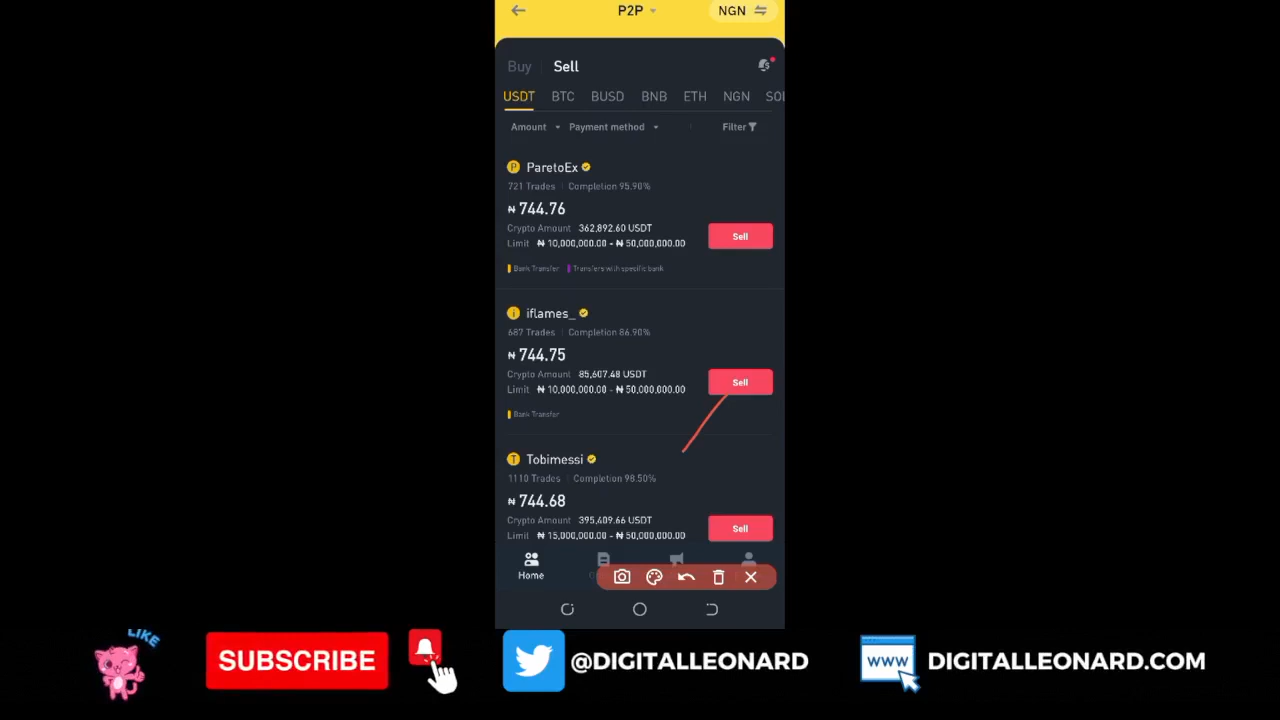 P2P
NGN
Buy
Sell
USDT BTC BUSD BNB ETH NGN SOL
Amount Payment method Filter
P ParetoEx
721 Trades Completion 95.90%
₦ 744.76
Crypto Amount 362,892.60 USDT
Sell
Limit ₦ 10,000,000.00 - ₦ 50,000,000.00
Bank Transfer Transfers with specific bank
i iflames_
687 Trades Completion 86.90%
₦ 744.75
Crypto Amount 85,607.48 USDT
Sell
Limit ₦ 10,000,000.00 - ₦ 50,000,000.00
Bank Transfer
T Tobimessi
1110 Trades Completion 98.50%
₦ 744.68
Crypto Amount 395,409.66 USDT
Sell
Limit ₦ 15,000,000.00 - ₦ 50,000,000.00
Home
LIKE
SUBSCRIBE
@DIGITALLEONARD
WWW
DIGITALLEONARD.COM